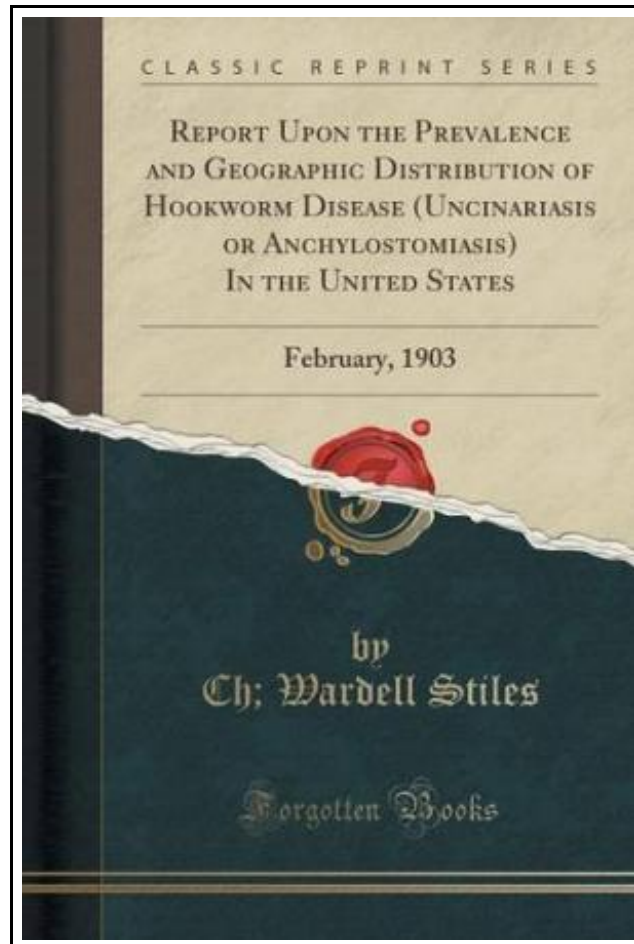 CLASSIC REPRINT SERIES
REPORT UPON THE PREVALENCE
AND GEOGRAPHIC DISTRIBUTION OF
HOOKWORM DISEASE (UNCINARIASIS
OR ANCHYLOSTOMIASIS)
IN THE UNITED STATES
February, 1903
by
Ch; Wardell Stiles
Forgotten Books